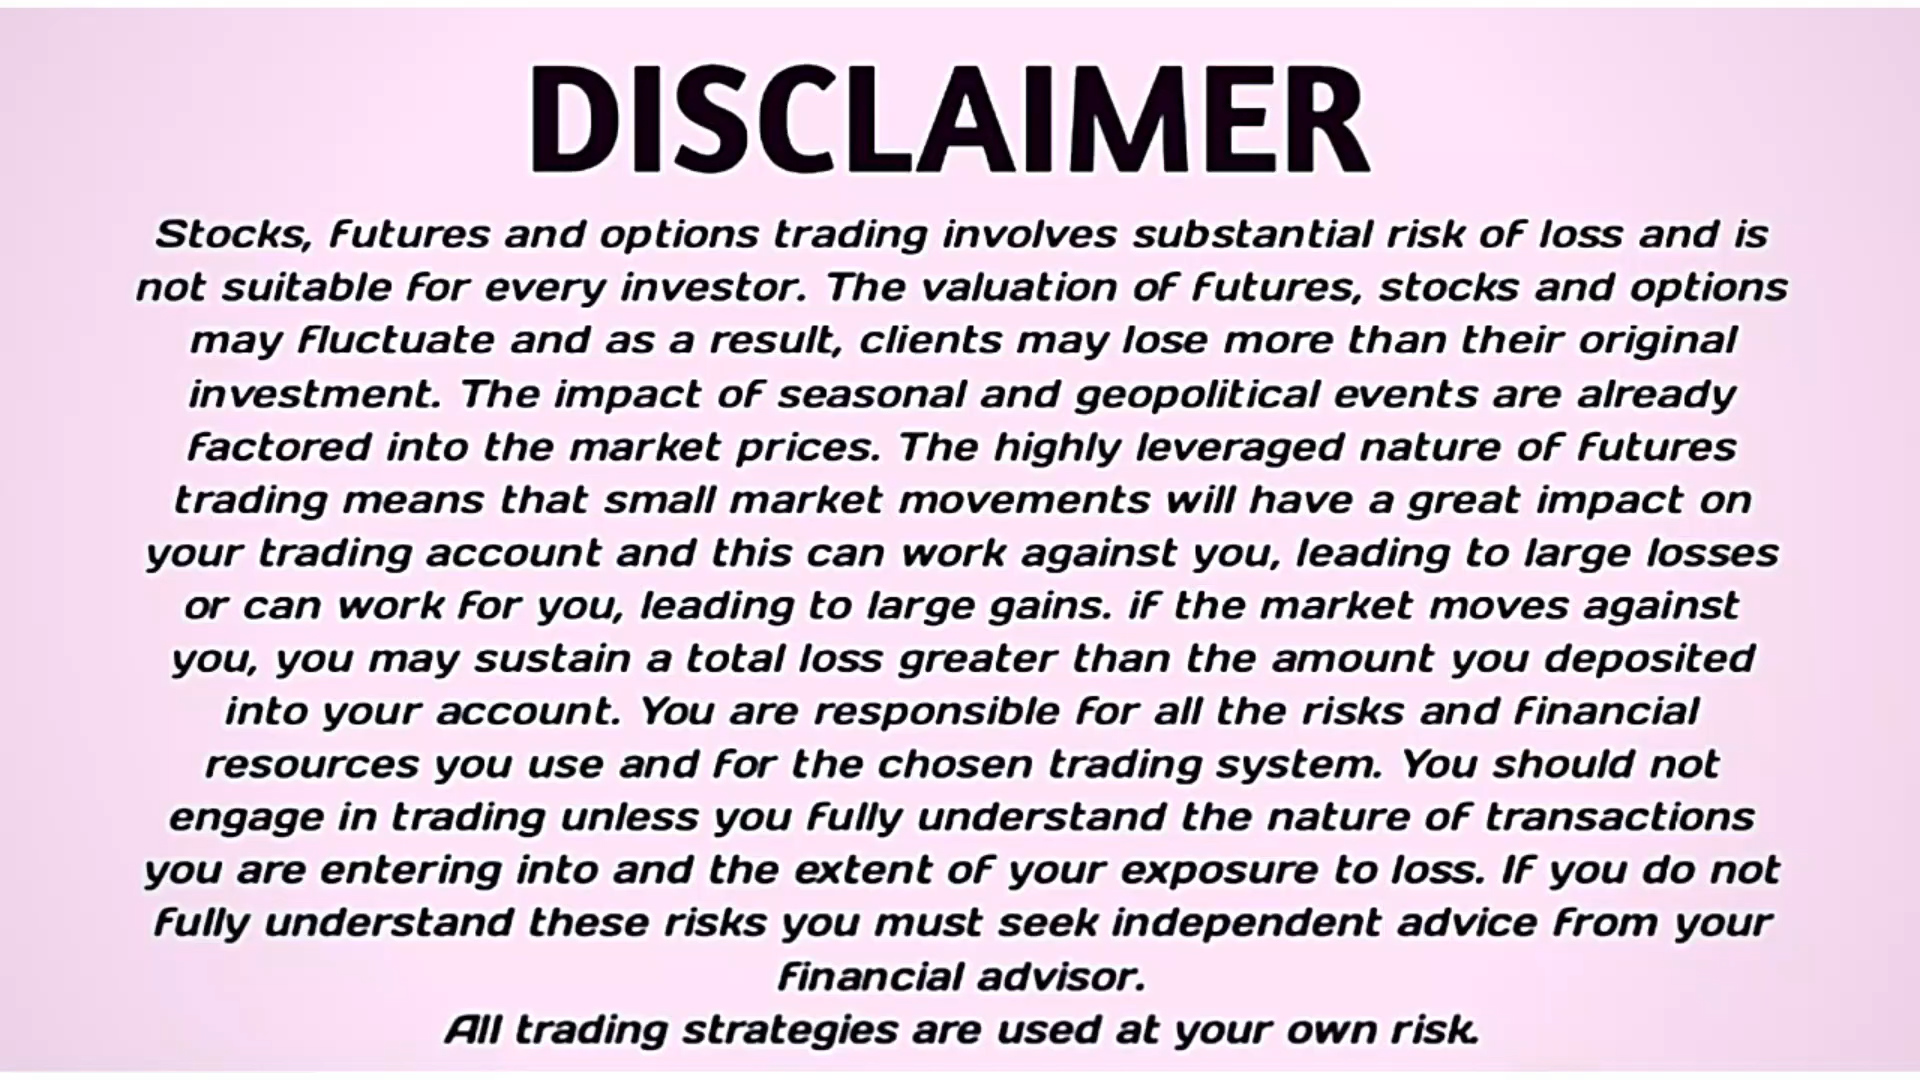 DISCLAIMER
Stocks, futures and options trading involves substantial risk of loss and is
not suitable for every investor. The valuation of futures, stocks and options
may fluctuate and as a result, clients may lose more than their original
investment. The impact of seasonal and geopolitical events are already
factored into the market prices. The highly leveraged nature of futures
trading means that small market movements will have a great impact on
your trading account and this can work against you, leading to large losses
or can work for you, leading to large gains. if the market moves against
you, you may sustain a total loss greater than the amount you deposited
into your account. You are responsible for all the risks and financial
resources you use and for the chosen trading system. You should not
engage in trading unless you fully understand the nature of transactions
you are entering into and the extent of your exposure to loss. If you do not
fully understand these risks you must seek independent advice from your
financial advisor.
All trading strategies are used at your own risk.